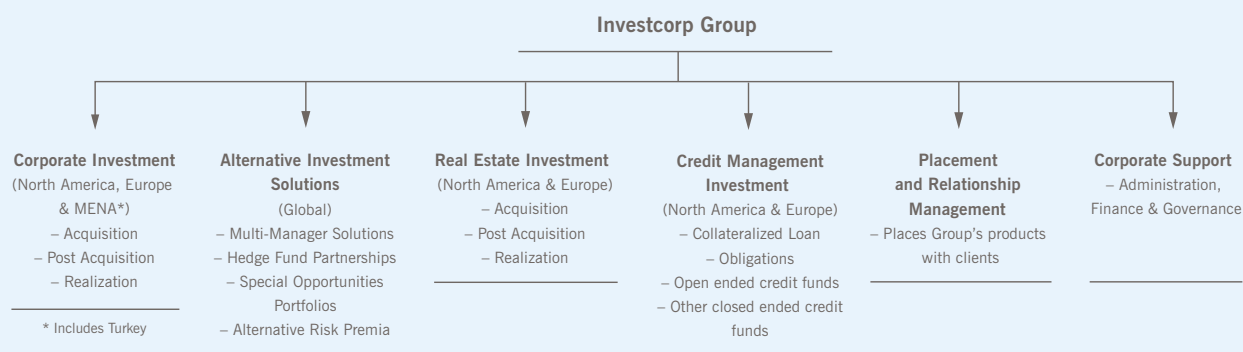 Investcorp Group
Corporate Investment
(North America, Europe
& MENA*)
– Acquisition
– Post Acquisition
– Realization
* Includes Turkey
Alternative Investment
Solutions
(Global)
– Multi-Manager Solutions
– Hedge Fund Partnerships
– Special Opportunities
Portfolios
– Alternative Risk Premia
Real Estate Investment
(North America & Europe)
– Acquisition
– Post Acquisition
– Realization
Credit Management
Investment
(North America & Europe)
– Collateralized Loan
– Obligations
– Open ended credit funds
– Other closed ended credit
funds
Placement
and Relationship
Management
– Places Group's products
with clients
Corporate Support
– Administration,
Finance & Governance